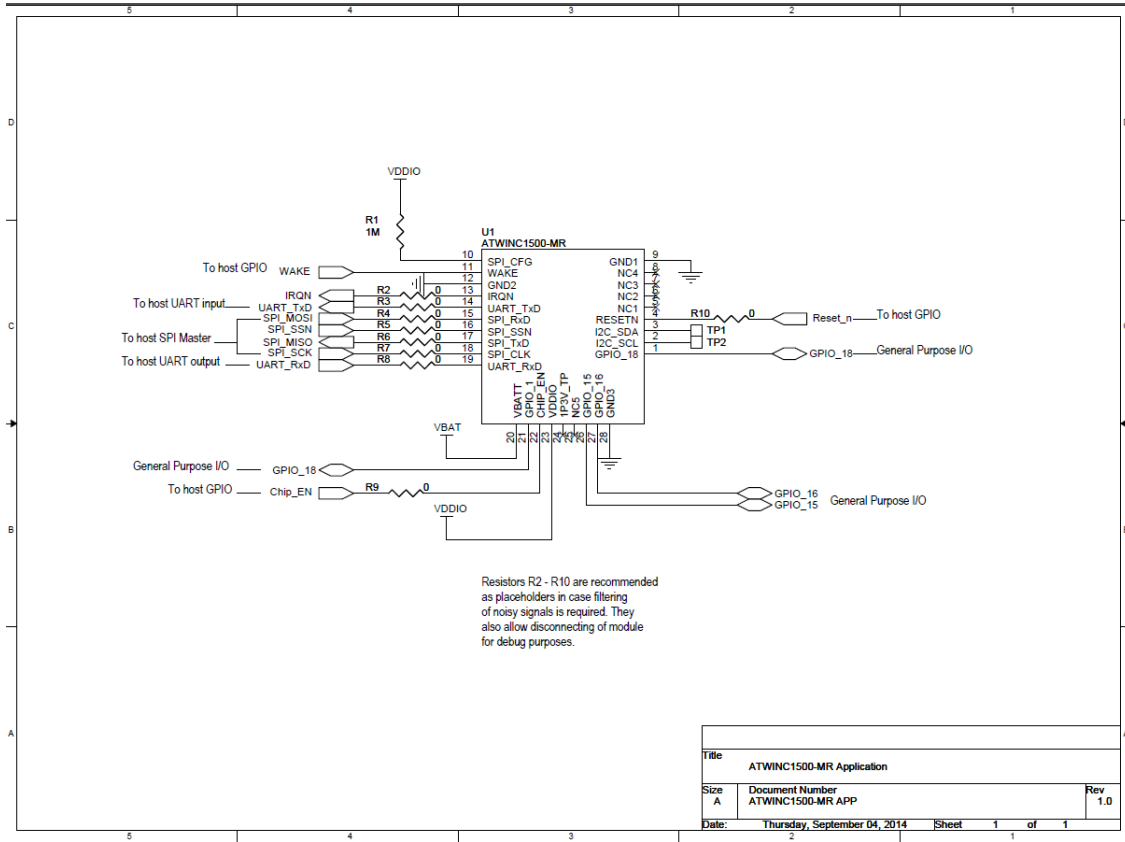 5 4 3 2 1
D
VDDIO
R1
1M
U1
ATWINC1500-MR
To host GPIO WAKE
IRQN
To host UART input UART_TxD
SPI_MOSI
SPI_SSN
To host SPI Master SPI_MISO
SPI_SCK
To host UART output UART_RxD
R2 0
R3 0
R4 0
R5 0
R6 0
R7 0
R8 0
10 SPI_CFG
11 WAKE
12 GND2
13 IRQN
14 UART_TxD
15 SPI_RxD
16 SPI_SSN
17 SPI_TxD
18 SPI_CLK
19 UART_RxD
GND1 9
NC4 8
NC3 7
NC2 6
NC1 5
RESETN 4
I2C_SDA 3
I2C_SCL 2
GPIO_18 1
R10 0 Reset_n To host GPIO
TP1
TP2
GPIO_18 General Purpose I/O
C
VBATT
GPIO_1
CHIP_EN
VDDIO
1P3V_TP
NC5
GPIO_15
GPIO_16
GND3
20
21
22
23
24
25
26
27
28
VBAT
General Purpose I/O GPIO_18
To host GPIO Chip_EN R9 0
VDDIO
GPIO_16
GPIO_15 General Purpose I/O
B
Resistors R2 - R10 are recommended
as placeholders in case filtering
of noisy signals is required. They
also allow disconnecting of module
for debug purposes.
A
Title
ATWINC1500-MR Application
Size Document Number Rev
A ATWINC1500-MR APP 1.0
Date: Thursday, September 04, 2014 Sheet 1 of 1
5 4 3 2 1